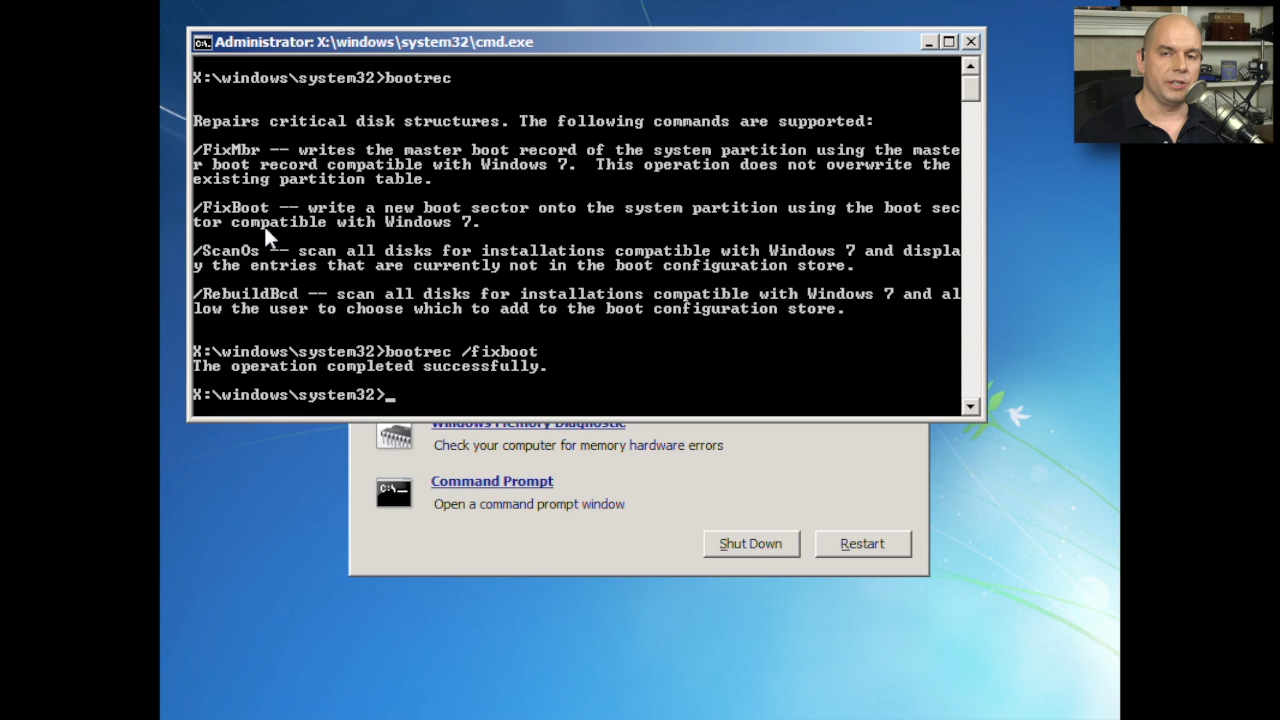 Administrator: X:\windows\system32\cmd.exe
X:\windows\system32>bootrec
Repairs critical disk structures. The following commands are supported:
/FixMbr -- writes the master boot record of the system partition using the maste
r boot record compatible with Windows 7.  This operation does not overwrite the
existing partition table.
/FixBoot -- write a new boot sector onto the system partition using the boot sec
tor compatible with Windows 7.
/ScanOs -- scan all disks for installations compatible with Windows 7 and displa
y the entries that are currently not in the boot configuration store.
/RebuildBcd -- scan all disks for installations compatible with Windows 7 and al
low the user to choose which to add to the boot configuration store.
X:\windows\system32>bootrec /fixboot
The operation completed successfully.
X:\windows\system32>_
Windows Memory Diagnostic
Check your computer for memory hardware errors
C:\_
Command Prompt
Open a command prompt window
Shut Down
Restart